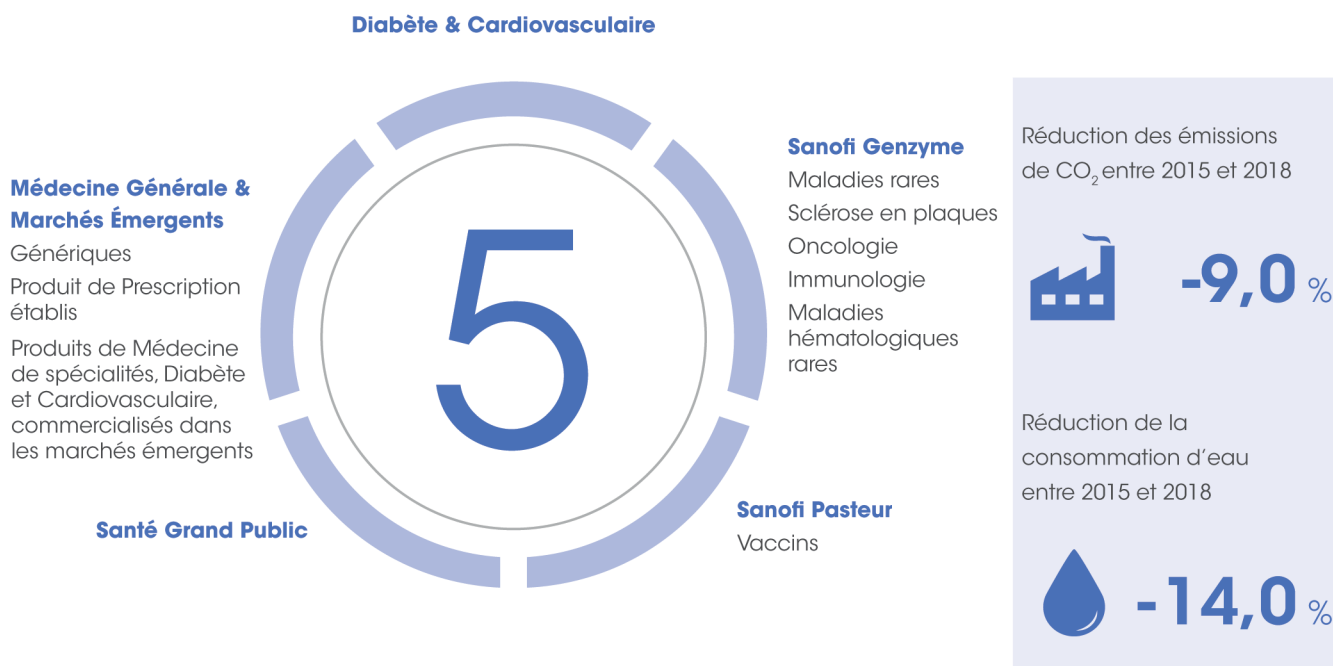 Diabète & Cardiovasculaire
Médecine Générale &
Marchés Émergents
Génériques
Produit de Prescription
établis
Produits de Médecine
de spécialités, Diabète
et Cardiovasculaire,
commercialisés dans
les marchés émergents
Santé Grand Public
5
Sanofi Genzyme
Maladies rares
Sclérose en plaques
Oncologie
Immunologie
Maladies
hématologiques
rares
Sanofi Pasteur
Vaccins
Réduction des émissions
de CO₂ entre 2015 et 2018
-9,0 %
Réduction de la
consommation d’eau
entre 2015 et 2018
-14,0 %